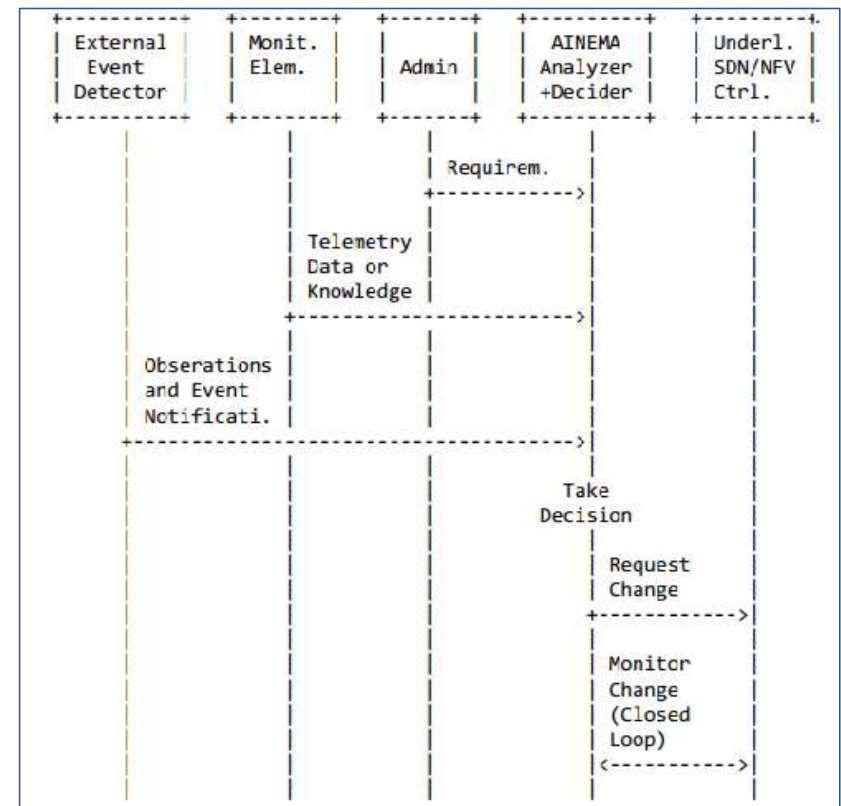 External Monit. AINEMA Underl.
Event Elem. Admin Analyzer SDN/NFV
Detector +Decider Ctrl.
Requirem.
Telemetry
Data or
Knowledge
Obserations
and Event
Notificati.
Take
Decision
Request
Change
Monitor
Change
(Closed
Loop)